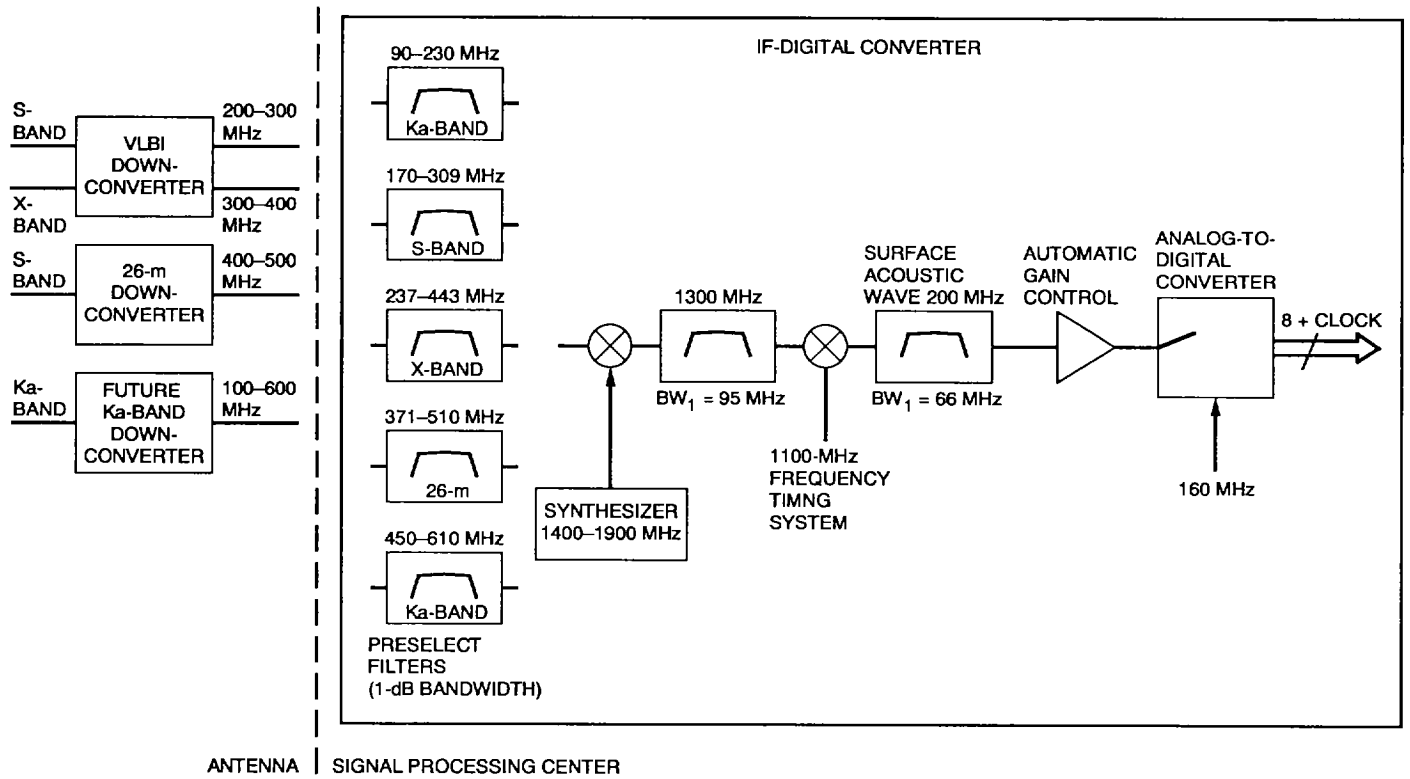 IF-DIGITAL CONVERTER
S-
BAND
200–300
MHz
VLBI
DOWN-
CONVERTER
X-
BAND
300–400
MHz
S-
BAND
400–500
MHz
26-m
DOWN-
CONVERTER
Ka-
BAND
100–600
MHz
FUTURE
Ka-BAND
DOWN-
CONVERTER
90–230 MHz
Ka-BAND
170–309 MHz
S-BAND
237–443 MHz
X-BAND
371–510 MHz
26-m
450–610 MHz
Ka-BAND
PRESELECT
FILTERS
(1-dB BANDWIDTH)
SYNTHESIZER
1400–1900 MHz
1300 MHz
BW1 = 95 MHz
1100-MHz
FREQUENCY
TIMNG
SYSTEM
SURFACE
ACOUSTIC
WAVE 200 MHz
BW1 = 66 MHz
AUTOMATIC
GAIN
CONTROL
ANALOG-TO-
DIGITAL
CONVERTER
160 MHz
8 + CLOCK
ANTENNA
SIGNAL PROCESSING CENTER